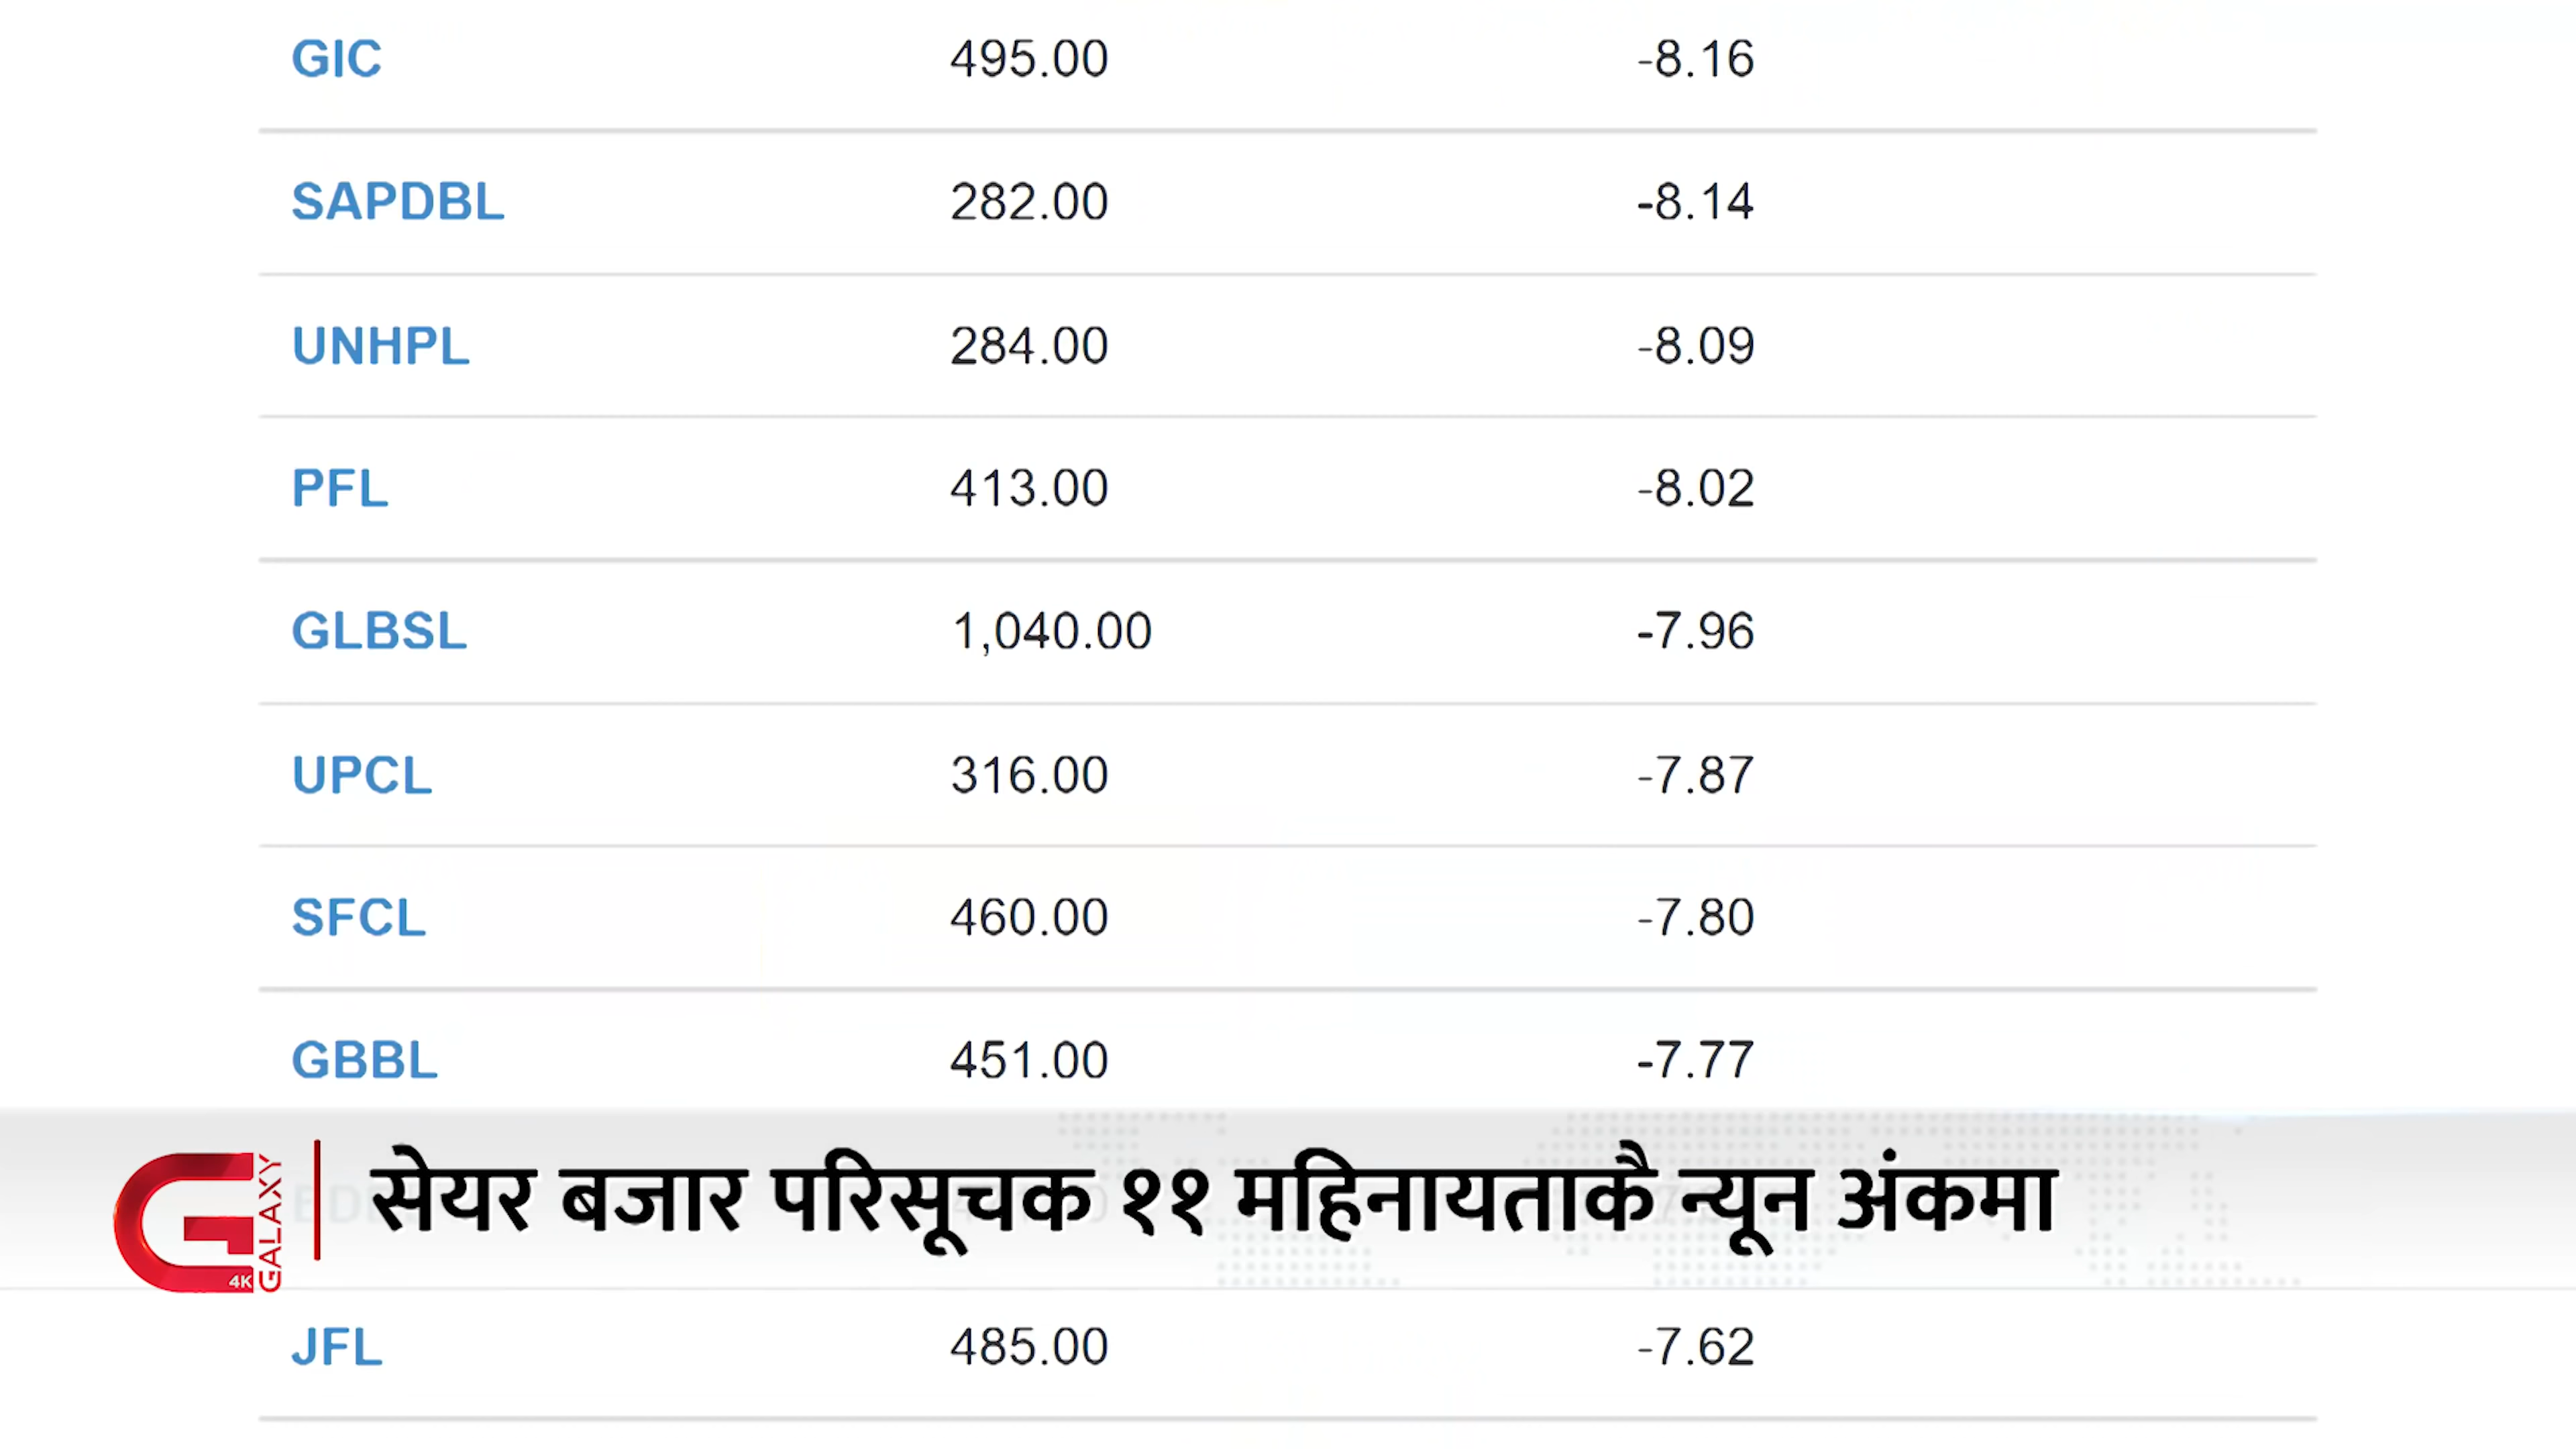 GIC 495.00 -8.16
SAPDBL 282.00 -8.14
UNHPL 284.00 -8.09
PFL 413.00 -8.02
GLBSL 1,040.00 -7.96
UPCL 316.00 -7.87
SFCL 460.00 -7.80
GBBL 451.00 -7.77
4K GALAXY
सेयर बजार परिसूचक ११ महिनायताकै न्यून अंकमा
JFL 485.00 -7.62